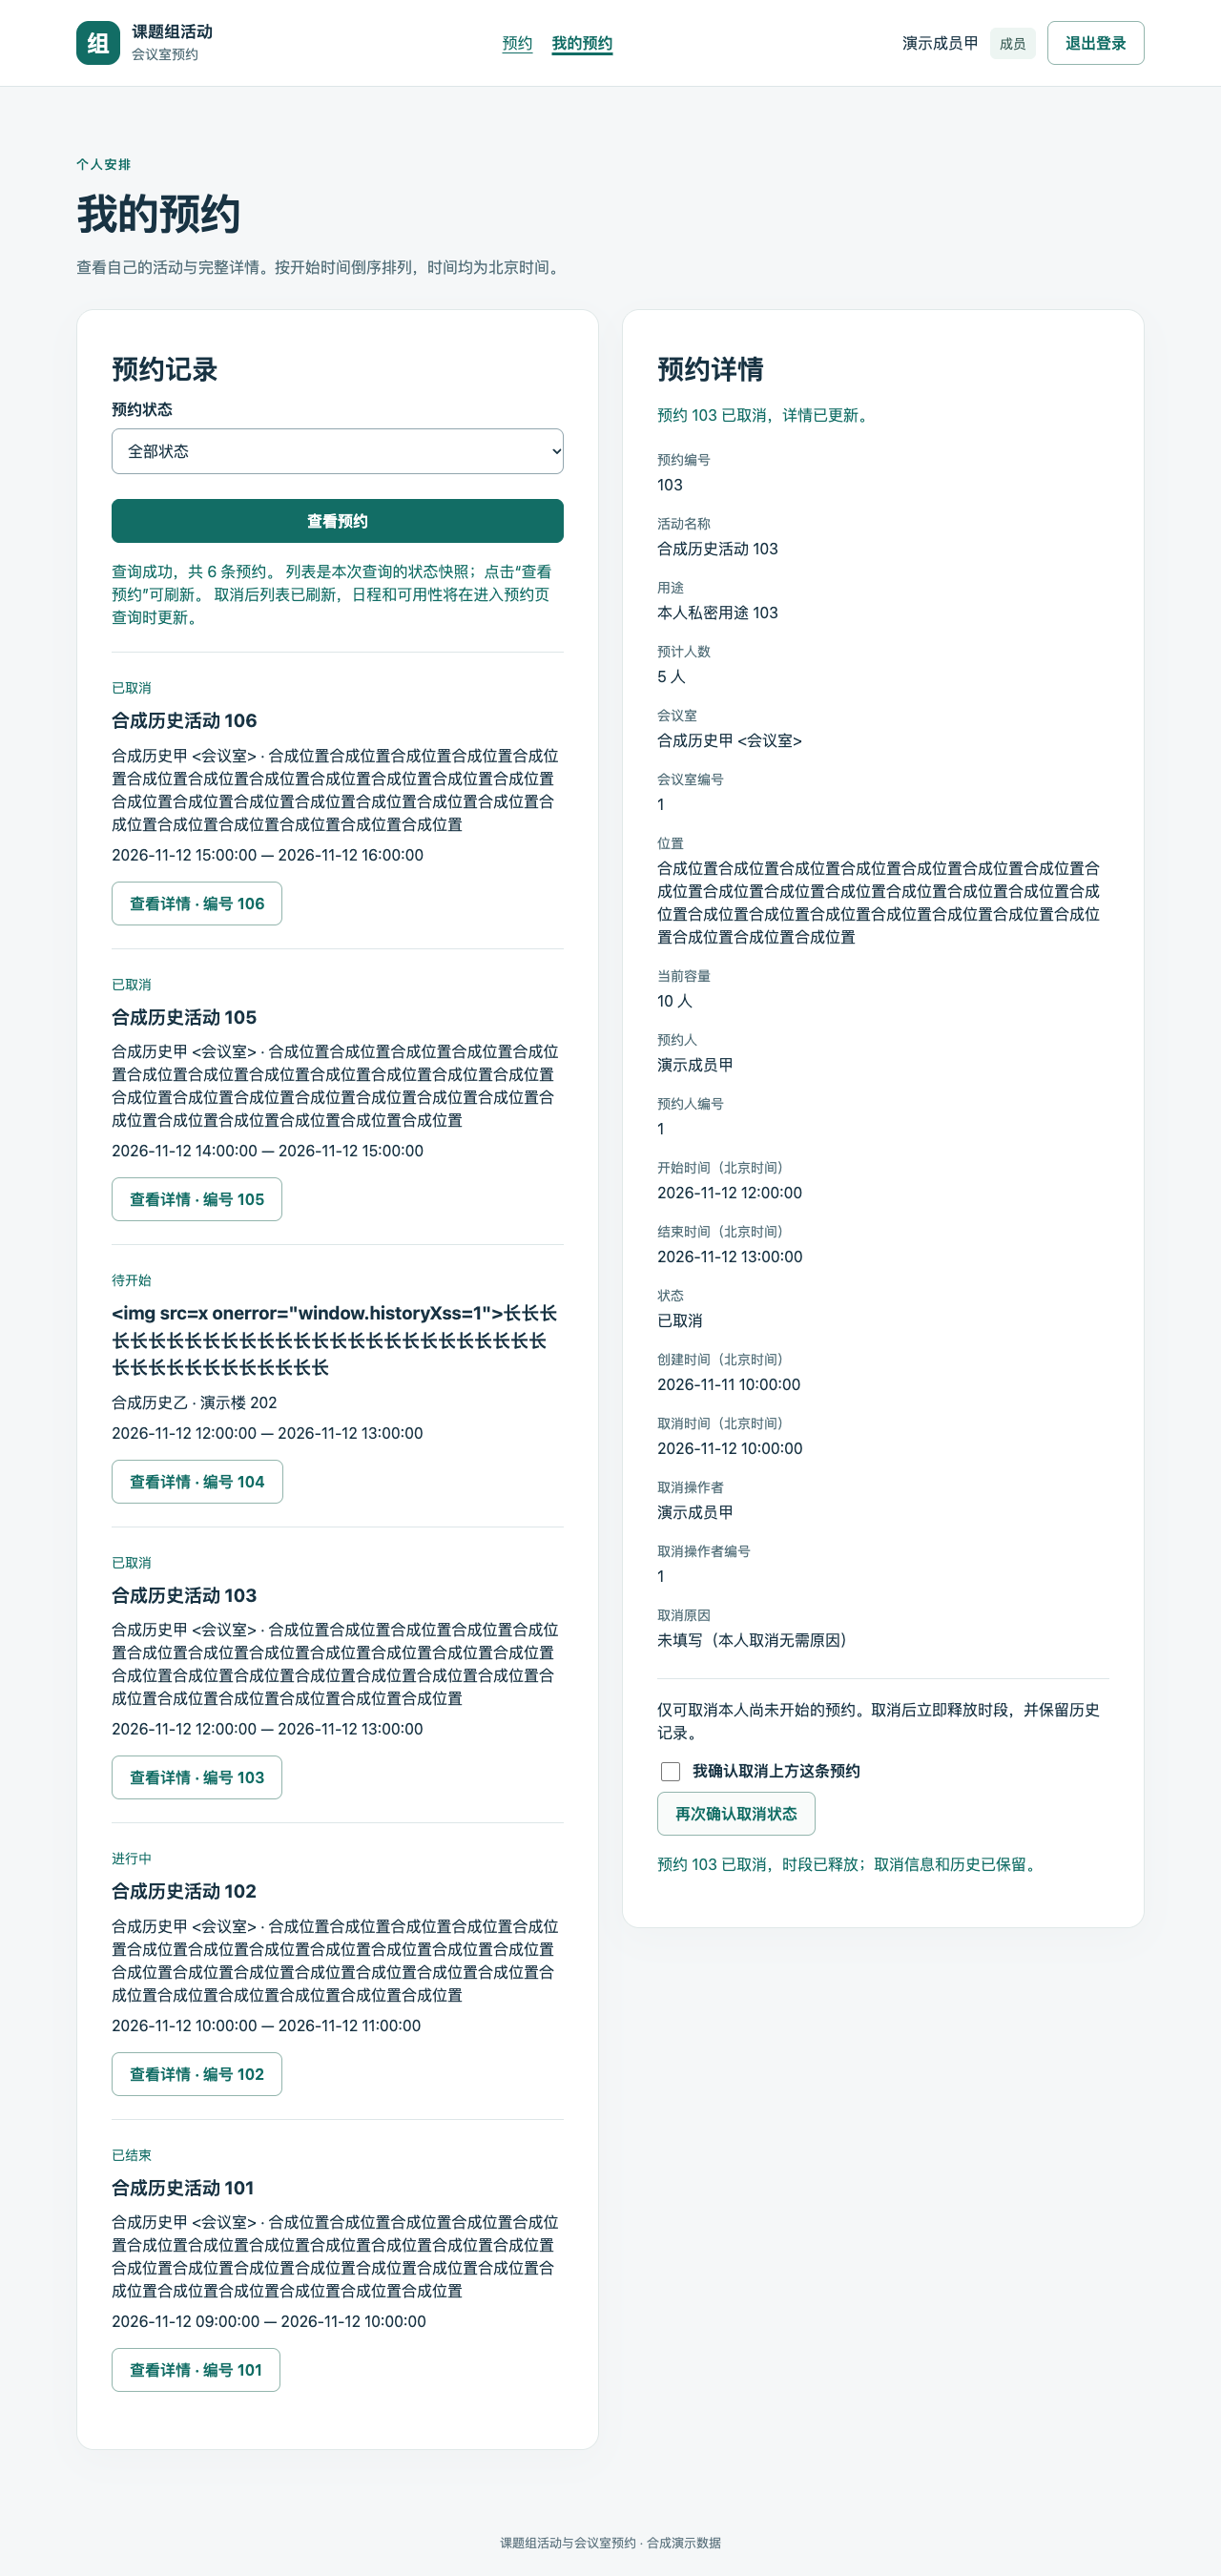 组
课题组活动
会议室预约
预约
我的预约
演示成员甲
成员
退出登录
个人安排
我的预约
查看自己的活动与完整详情。按开始时间倒序排列，时间均为北京时间。
预约记录
预约状态
全部状态
查看预约
查询成功，共 6 条预约。 列表是本次查询的状态快照；点击“查看
预约”可刷新。 取消后列表已刷新，日程和可用性将在进入预约页
查询时更新。
已取消
合成历史活动 106
合成历史甲 <会议室> · 合成位置合成位置合成位置合成位置合成位
置合成位置合成位置合成位置合成位置合成位置合成位置合成位置
合成位置合成位置合成位置合成位置合成位置合成位置合成位置合
成位置合成位置合成位置合成位置合成位置合成位置
2026-11-12 15:00:00 — 2026-11-12 16:00:00
查看详情 · 编号 106
已取消
合成历史活动 105
合成历史甲 <会议室> · 合成位置合成位置合成位置合成位置合成位
置合成位置合成位置合成位置合成位置合成位置合成位置合成位置
合成位置合成位置合成位置合成位置合成位置合成位置合成位置合
成位置合成位置合成位置合成位置合成位置合成位置
2026-11-12 14:00:00 — 2026-11-12 15:00:00
查看详情 · 编号 105
待开始
<img src=x onerror="window.historyXss=1">长长长
长长长长长长长长长长长长长长长长长长长长长长长长
长长长长长长长长长长长长
合成历史乙 · 演示楼 202
2026-11-12 12:00:00 — 2026-11-12 13:00:00
查看详情 · 编号 104
已取消
合成历史活动 103
合成历史甲 <会议室> · 合成位置合成位置合成位置合成位置合成位
置合成位置合成位置合成位置合成位置合成位置合成位置合成位置
合成位置合成位置合成位置合成位置合成位置合成位置合成位置合
成位置合成位置合成位置合成位置合成位置合成位置
2026-11-12 12:00:00 — 2026-11-12 13:00:00
查看详情 · 编号 103
进行中
合成历史活动 102
合成历史甲 <会议室> · 合成位置合成位置合成位置合成位置合成位
置合成位置合成位置合成位置合成位置合成位置合成位置合成位置
合成位置合成位置合成位置合成位置合成位置合成位置合成位置合
成位置合成位置合成位置合成位置合成位置合成位置
2026-11-12 10:00:00 — 2026-11-12 11:00:00
查看详情 · 编号 102
已结束
合成历史活动 101
合成历史甲 <会议室> · 合成位置合成位置合成位置合成位置合成位
置合成位置合成位置合成位置合成位置合成位置合成位置合成位置
合成位置合成位置合成位置合成位置合成位置合成位置合成位置合
成位置合成位置合成位置合成位置合成位置合成位置
2026-11-12 09:00:00 — 2026-11-12 10:00:00
查看详情 · 编号 101
预约详情
预约 103 已取消，详情已更新。
预约编号
103
活动名称
合成历史活动 103
用途
本人私密用途 103
预计人数
5 人
会议室
合成历史甲 <会议室>
会议室编号
1
位置
合成位置合成位置合成位置合成位置合成位置合成位置合成位置合
成位置合成位置合成位置合成位置合成位置合成位置合成位置合成
位置合成位置合成位置合成位置合成位置合成位置合成位置合成位
置合成位置合成位置合成位置
当前容量
10 人
预约人
演示成员甲
预约人编号
1
开始时间（北京时间）
2026-11-12 12:00:00
结束时间（北京时间）
2026-11-12 13:00:00
状态
已取消
创建时间（北京时间）
2026-11-11 10:00:00
取消时间（北京时间）
2026-11-12 10:00:00
取消操作者
演示成员甲
取消操作者编号
1
取消原因
未填写（本人取消无需原因）
仅可取消本人尚未开始的预约。取消后立即释放时段，并保留历史
记录。
我确认取消上方这条预约
再次确认取消状态
预约 103 已取消，时段已释放；取消信息和历史已保留。
课题组活动与会议室预约 · 合成演示数据